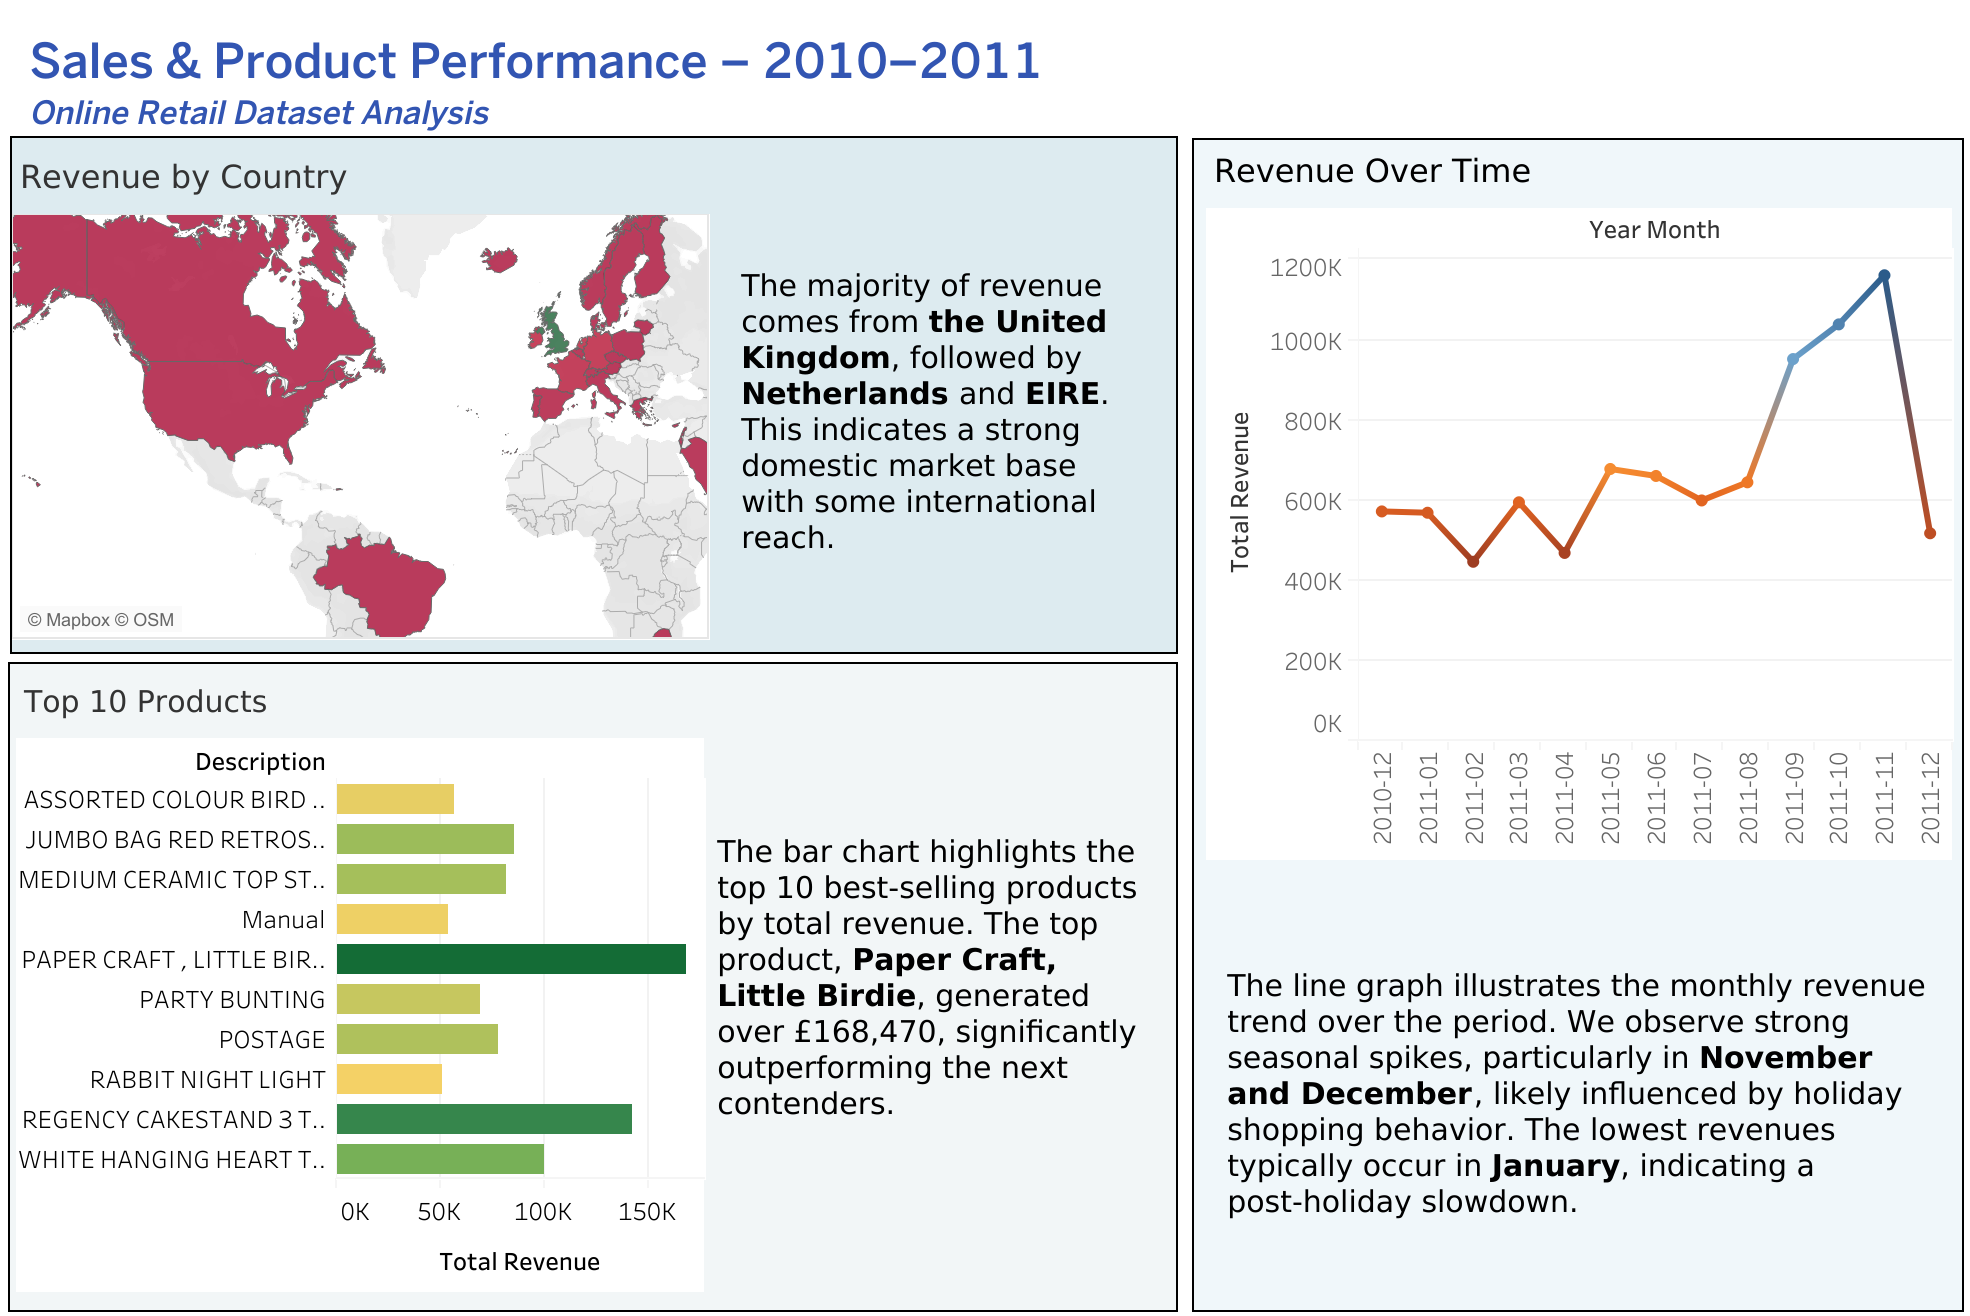 Sales & Product Performance – 2010–2011
Online Retail Dataset Analysis
Revenue by Country
© Mapbox © OSM
The majority of revenue
comes from the United
Kingdom, followed by
Netherlands and EIRE.
This indicates a strong
domestic market base
with some international
reach.
Top 10 Products
Description
ASSORTED COLOUR BIRD ..
JUMBO BAG RED RETROS..
MEDIUM CERAMIC TOP ST..
Manual
PAPER CRAFT , LITTLE BIR..
PARTY BUNTING
POSTAGE
RABBIT NIGHT LIGHT
REGENCY CAKESTAND 3 T..
WHITE HANGING HEART T..
0K 50K 100K 150K
Total Revenue
The bar chart highlights the
top 10 best-selling products
by total revenue. The top
product, Paper Craft,
Little Birdie, generated
over £168,470, significantly
outperforming the next
contenders.
Revenue Over Time
Year Month
Total Revenue
1200K
1000K
800K
600K
400K
200K
0K
2010-12
2011-01
2011-02
2011-03
2011-04
2011-05
2011-06
2011-07
2011-08
2011-09
2011-10
2011-11
2011-12
The line graph illustrates the monthly revenue
trend over the period. We observe strong
seasonal spikes, particularly in November
and December, likely influenced by holiday
shopping behavior. The lowest revenues
typically occur in January, indicating a
post-holiday slowdown.